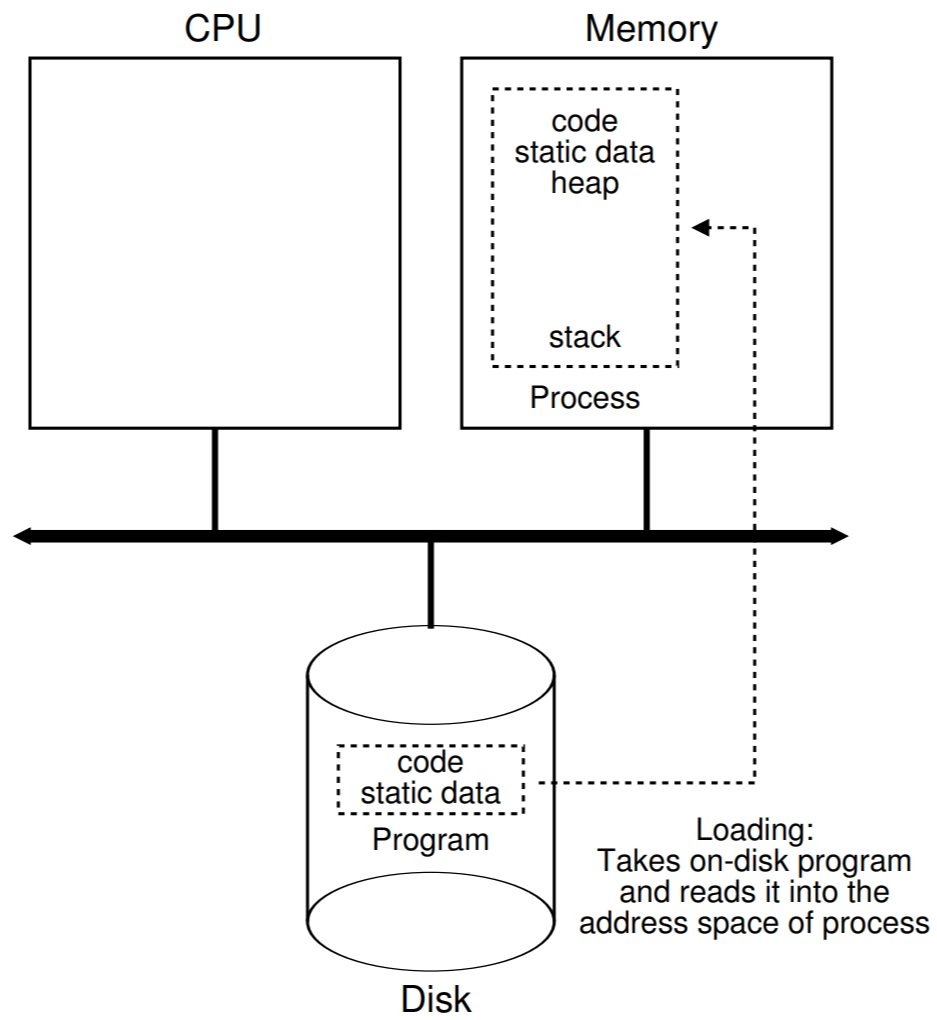 CPU
Memory
code
static data
heap
stack
Process
code
static data
Program
Loading:
Takes on-disk program
and reads it into the
address space of process
Disk